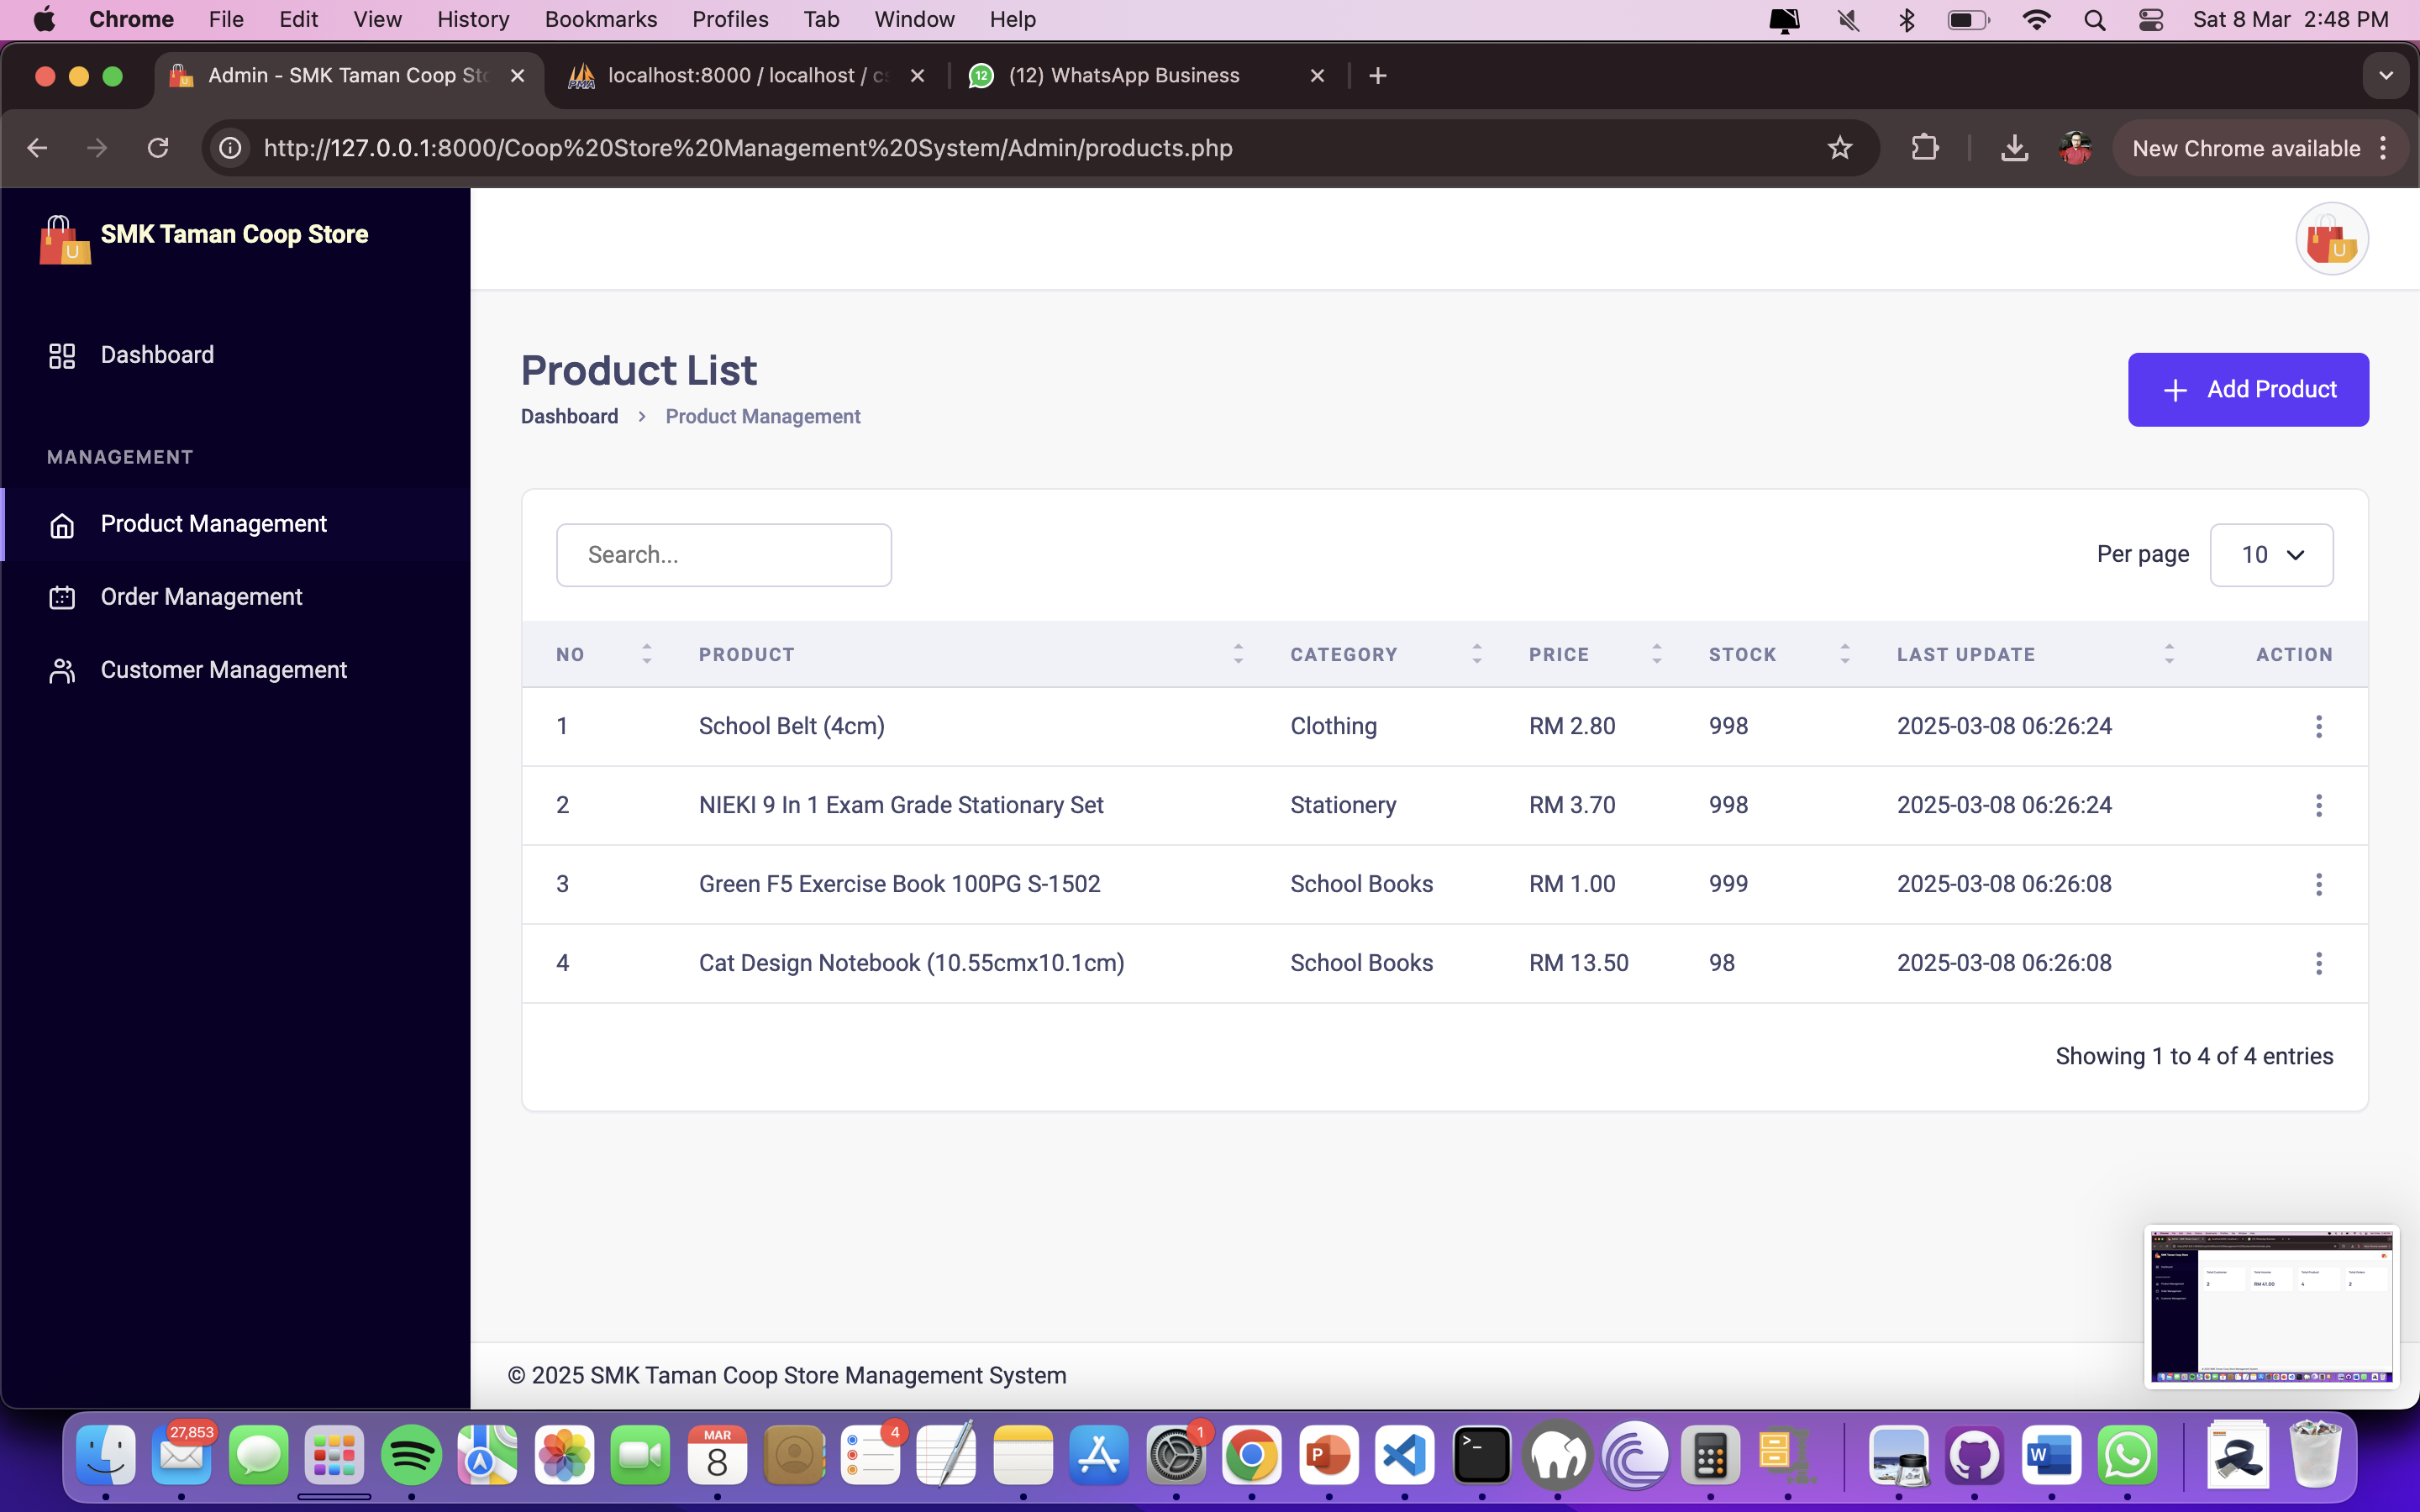 Chrome File Edit View History Bookmarks Profiles Tab Window Help Sat 8 Mar 2:48 PM
Admin - SMK Taman Coop Sto localhost:8000 / localhost / cs 12 (12) WhatsApp Business
http://127.0.0.1:8000/Coop%20Store%20Management%20System/Admin/products.php New Chrome available
SMK Taman Coop Store
Dashboard
MANAGEMENT
Product Management
Order Management
Customer Management
Product List
Dashboard > Product Management
+ Add Product
Search...
Per page 10
NO PRODUCT CATEGORY PRICE STOCK LAST UPDATE ACTION
1 School Belt (4cm) Clothing RM 2.80 998 2025-03-08 06:26:24
2 NIEKI 9 In 1 Exam Grade Stationary Set Stationery RM 3.70 998 2025-03-08 06:26:24
3 Green F5 Exercise Book 100PG S-1502 School Books RM 1.00 999 2025-03-08 06:26:08
4 Cat Design Notebook (10.55cmx10.1cm) School Books RM 13.50 98 2025-03-08 06:26:08
Showing 1 to 4 of 4 entries
© 2025 SMK Taman Coop Store Management System
27,853 MAR 8 4 1 P W